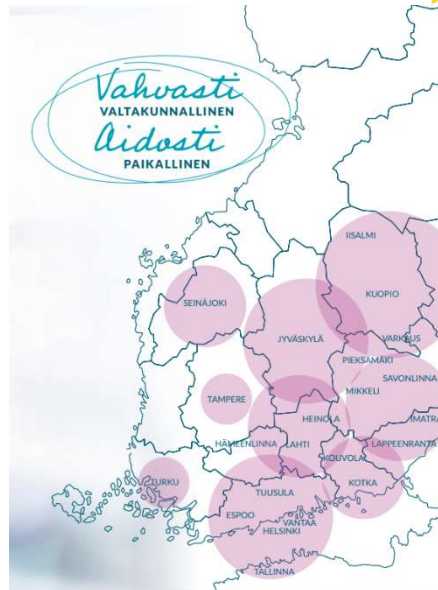 Vahvasti
VALTAKUNNALLINEN
Aidosti
PAIKALLINEN
IISALMI
KUOPIO
SEINÄJOKI
JYVÄSKYLÄ
VARKAUS
PIEKSAMÄKI
SAVONLINNA
MIKKELI
TAMPERE
HEINOLA
IMATRA
HÄMEENLINNA
LAHTI
LAPPEENRANTA
KOUVOLA
TURKU
KOTKA
TUUSULA
ESPOO
VANTAA
HELSINKI
TALLINNA